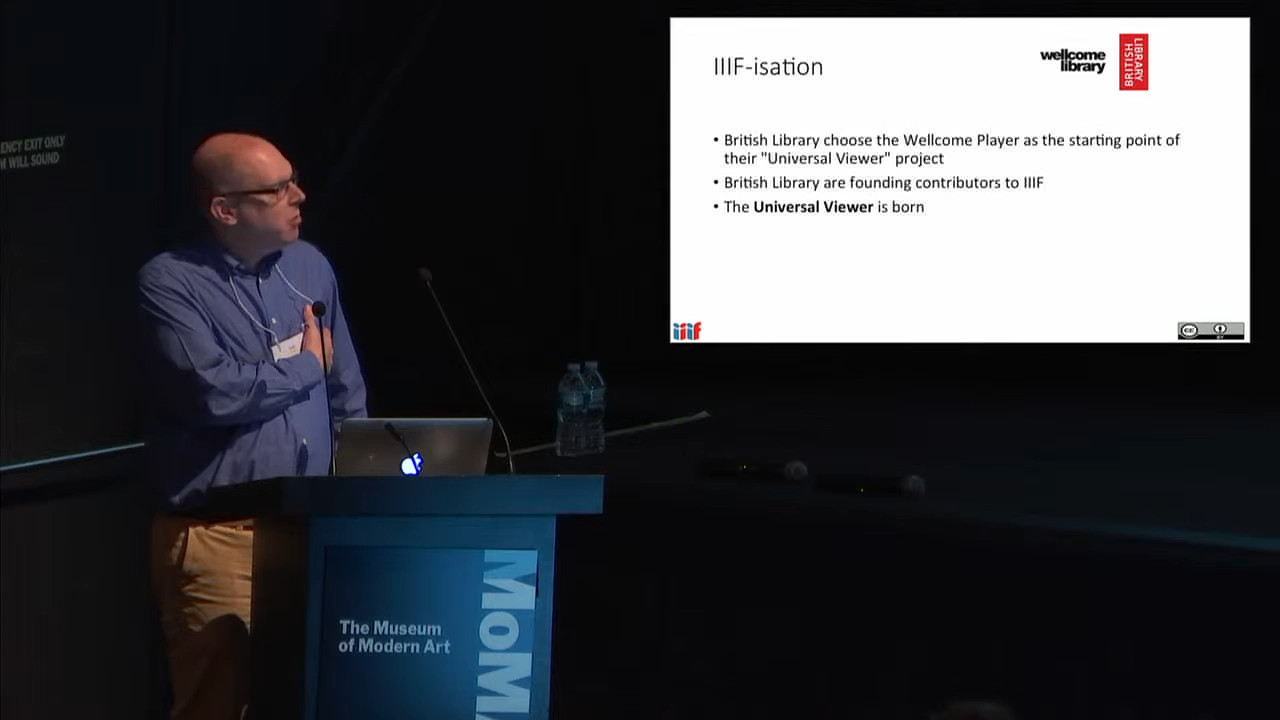 ENCY EXIT ONLY
WILL SOUND
IIIF-isation
wellcome
library
BRITISH
LIBRARY
• British Library choose the Wellcome Player as the starting point of
their "Universal Viewer" project
• British Library are founding contributors to IIIF
• The Universal Viewer is born
iiif
CC
BY
The Museum
of Modern Art
MoMA